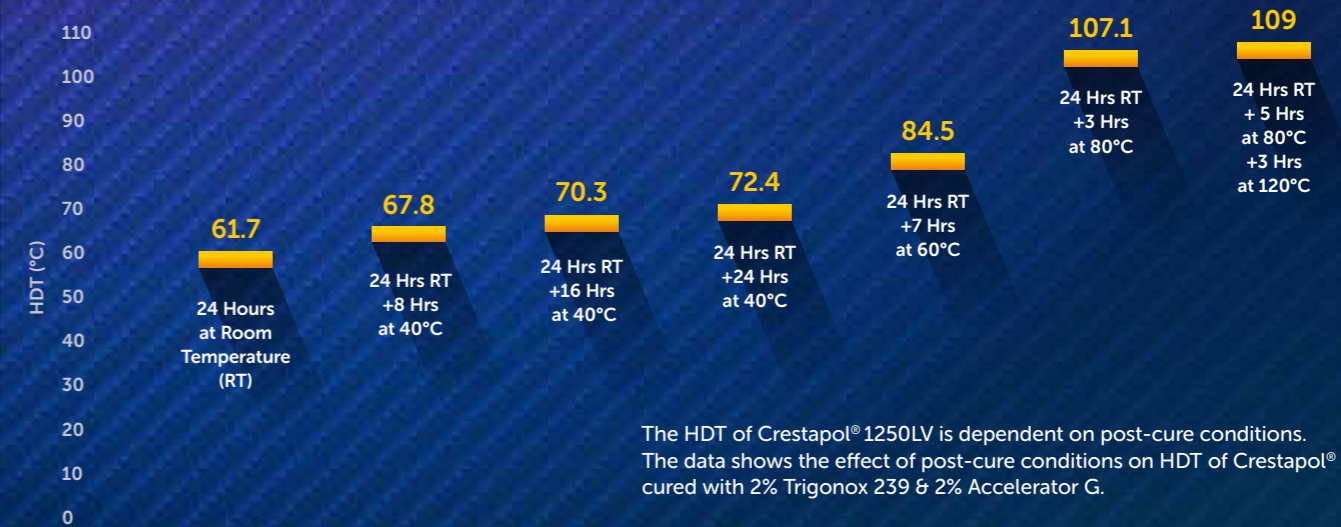 HDT (°C)
110
100
90
80
70
60
50
40
30
20
10
0
61.7
24 Hours
at Room
Temperature
(RT)
67.8
24 Hrs RT
+8 Hrs
at 40°C
70.3
24 Hrs RT
+16 Hrs
at 40°C
72.4
24 Hrs RT
+24 Hrs
at 40°C
84.5
24 Hrs RT
+7 Hrs
at 60°C
107.1
24 Hrs RT
+3 Hrs
at 80°C
109
24 Hrs RT
+ 5 Hrs
at 80°C
+3 Hrs
at 120°C
The HDT of Crestapol® 1250LV is dependent on post-cure conditions.
The data shows the effect of post-cure conditions on HDT of Crestapol®
cured with 2% Trigonox 239 & 2% Accelerator G.